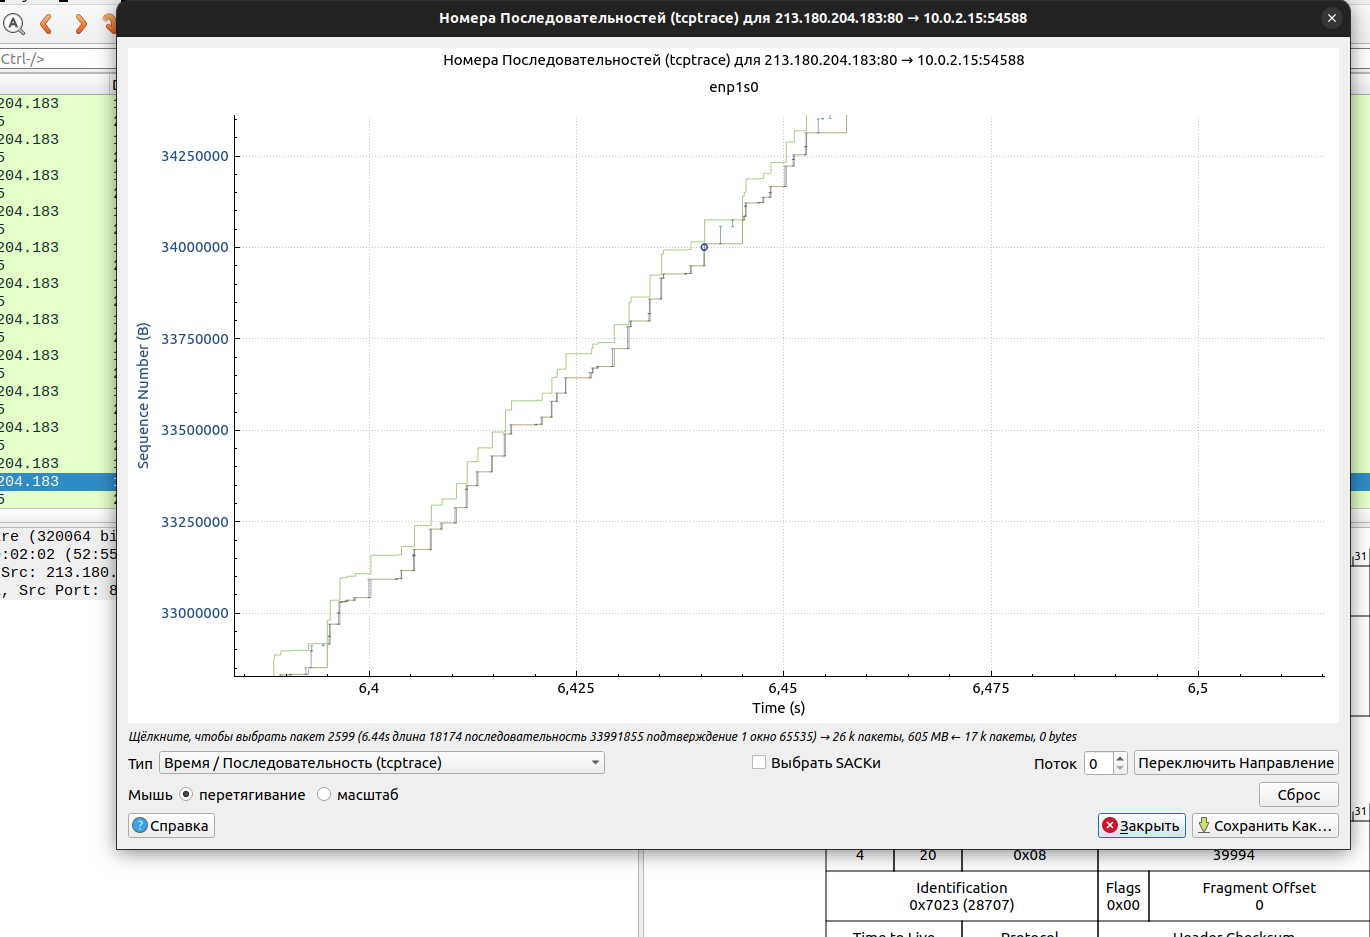 Номера Последовательностей (tcptrace) для 213.180.204.183:80 → 10.0.2.15:54588
Ctrl-/>
204.183
5
204.183
5
204.183
5
204.183
5
204.183
5
204.183
5
204.183
5
204.183
5
204.183
5
204.183
5
204.183
204.183
5
ire (320064 bi
:02:02 (52:55
Src: 213.180.
, Src Port: 8
Номера Последовательностей (tcptrace) для 213.180.204.183:80 → 10.0.2.15:54588
enp1s0
Sequence Number (B)
34250000
34000000
33750000
33500000
33250000
33000000
6,4
6,425
6,45
6,475
6,5
Time (s)
Щёлкните, чтобы выбрать пакет 2599 (6.44s длина 18174 последовательность 33991855 подтверждение 1 окно 65535) → 26 k пакеты, 605 MB ← 17 k пакеты, 0 bytes
Тип Время / Последовательность (tcptrace) Выбрать SACKи Поток 0 Переключить Направление
Мышь перетягивание масштаб Сброс
Справка Закрыть Сохранить Как…
31
31
4 20 0x08 39994
Identification Flags Fragment Offset
0x7023 (28707) 0x00 0
Time to Live Protocol Header Checksum